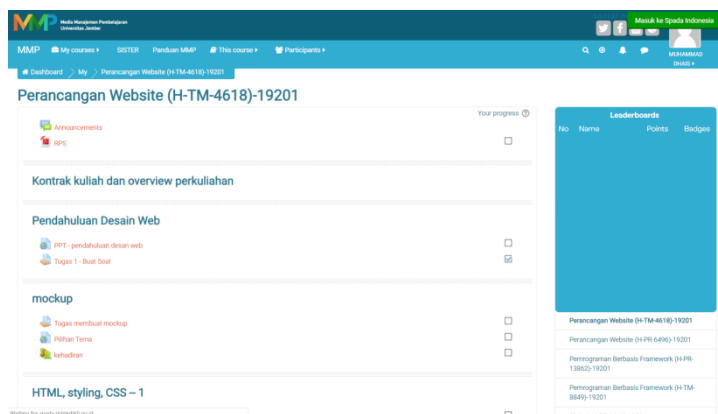 MMP Media Manajemen Pembelajaran
Universitas Jember
Masuk ke Spada Indonesia
MMP My courses SISTER Panduan MMP This course Participants
MUHAMMAD
DHAIS
Dashboard My Perancangan Website (H-TM-4618)-19201
Perancangan Website (H-TM-4618)-19201
Your progress
Announcements
RPS
Kontrak kuliah dan overview perkuliahan
Pendahuluan Desain Web
PPT - pendahuluan desan web
Tugas 1 - Buat Soal
mockup
Tugas membuat mockup
Pilihan Tema
kehadiran
HTML, styling, CSS – 1
Leaderboards
No Name Points Badges
Perancangan Website (H-TM-4618)-19201
Perancangan Website (H-PR-6496)-19201
Pemrograman Berbasis Framework (H-PR-
13862)-19201
Pemrograman Berbasis Framework (H-TM-
8849)-19201